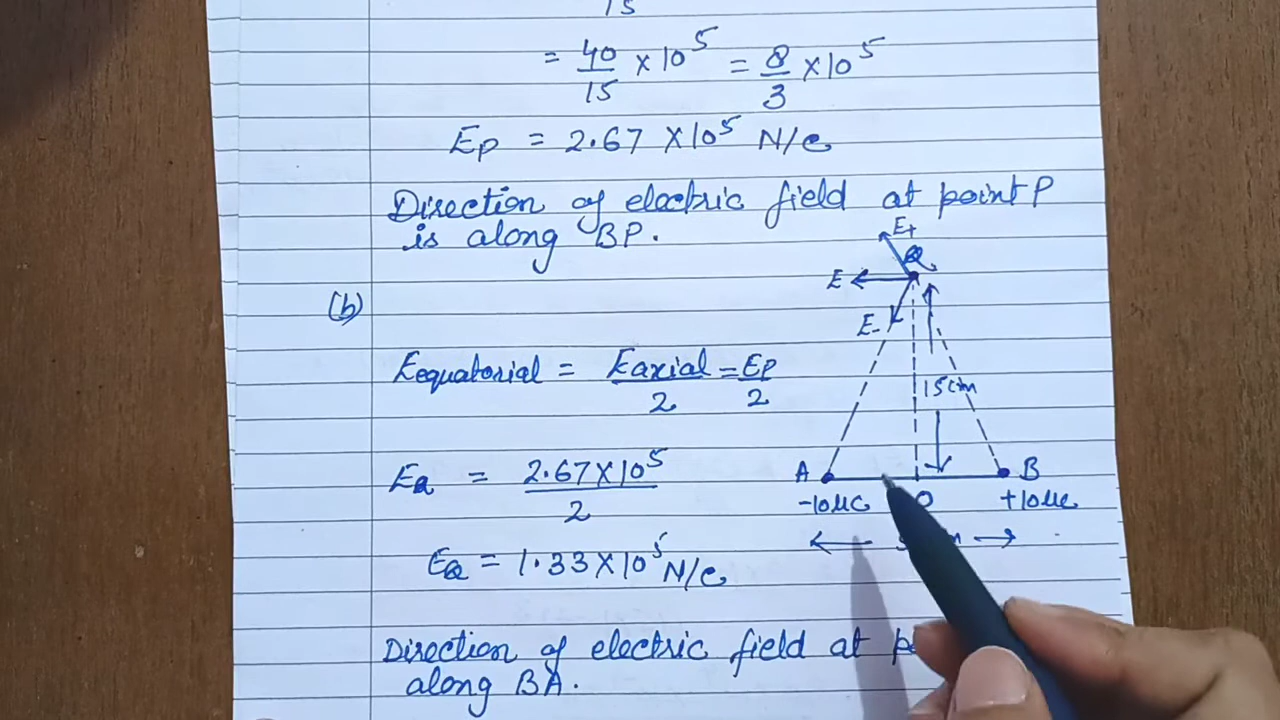 15
= 40/15 × 10^5 = 8/3 × 10^5
Ep = 2.67 × 10^5 N/C
Direction of electric field at point P
is along BP.
E+
Q
E
E-
(b)
Eequatorial = Eaxial/2 = Ep/2
15cm
EQ = 2.67×10^5/2
A B
-10μC O +10μC
EQ = 1.33×10^5 N/C
Direction of electric field at
along BA.